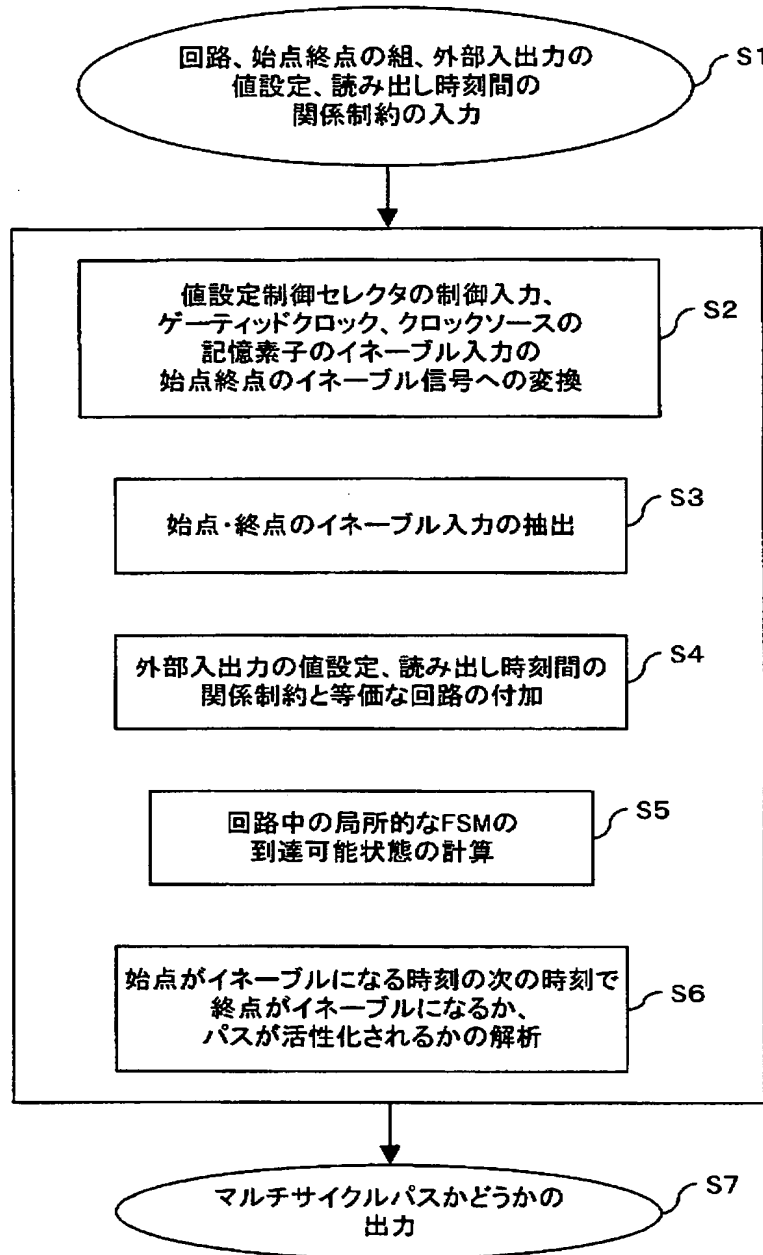 回路、始点終点の組、外部入出力の
値設定、読み出し時刻間の
関係制約の入力
S1
値設定制御セレクタの制御入力、
ゲーティッドクロック、クロックソースの
記憶素子のイネーブル入力の
始点終点のイネーブル信号への変換
S2
始点・終点のイネーブル入力の抽出
S3
外部入出力の値設定、読み出し時刻間の
関係制約と等価な回路の付加
S4
回路中の局所的なFSMの
到達可能状態の計算
S5
始点がイネーブルになる時刻の次の時刻で
終点がイネーブルになるか、
パスが活性化されるかの解析
S6
マルチサイクルパスかどうかの
出力
S7